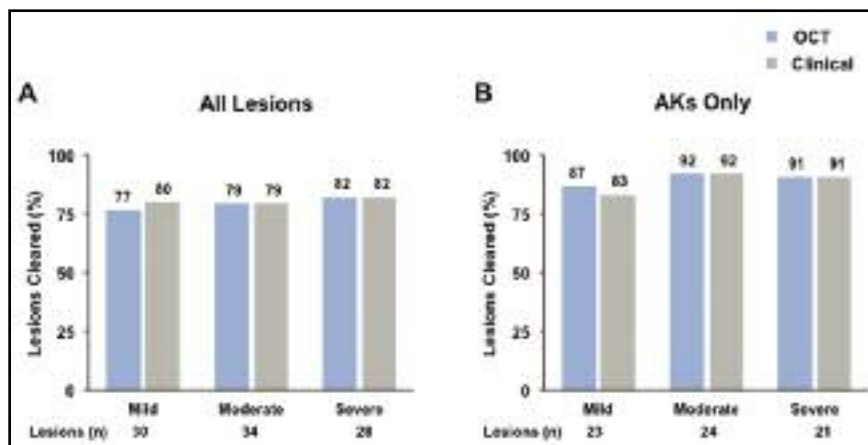 OCT
Clinical
A
All Lesions
B
AKs Only
Lesions Cleared (%)
100
75
50
25
0
77
80
79
79
82
82
Mild
Moderate
Severe
Lesions (n)
30
34
28
Lesions Cleared (%)
100
75
50
25
0
87
83
92
92
91
91
Mild
Moderate
Severe
Lesions (n)
23
24
21